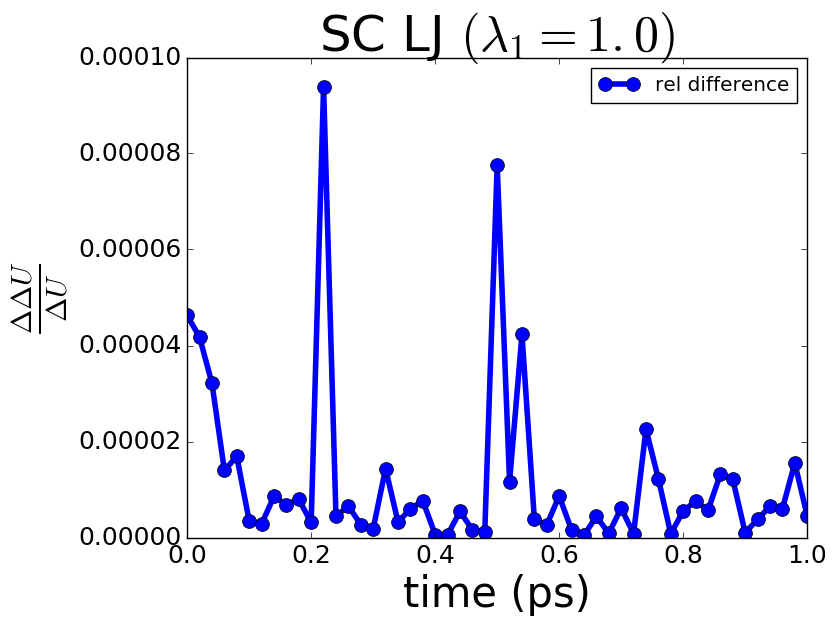 SC LJ (λ₁ = 1.0)
rel difference
0.00010
0.00008
0.00006
0.00004
0.00002
0.00000
ΔΔU
ΔU
0.0 0.2 0.4 0.6 0.8 1.0
time (ps)